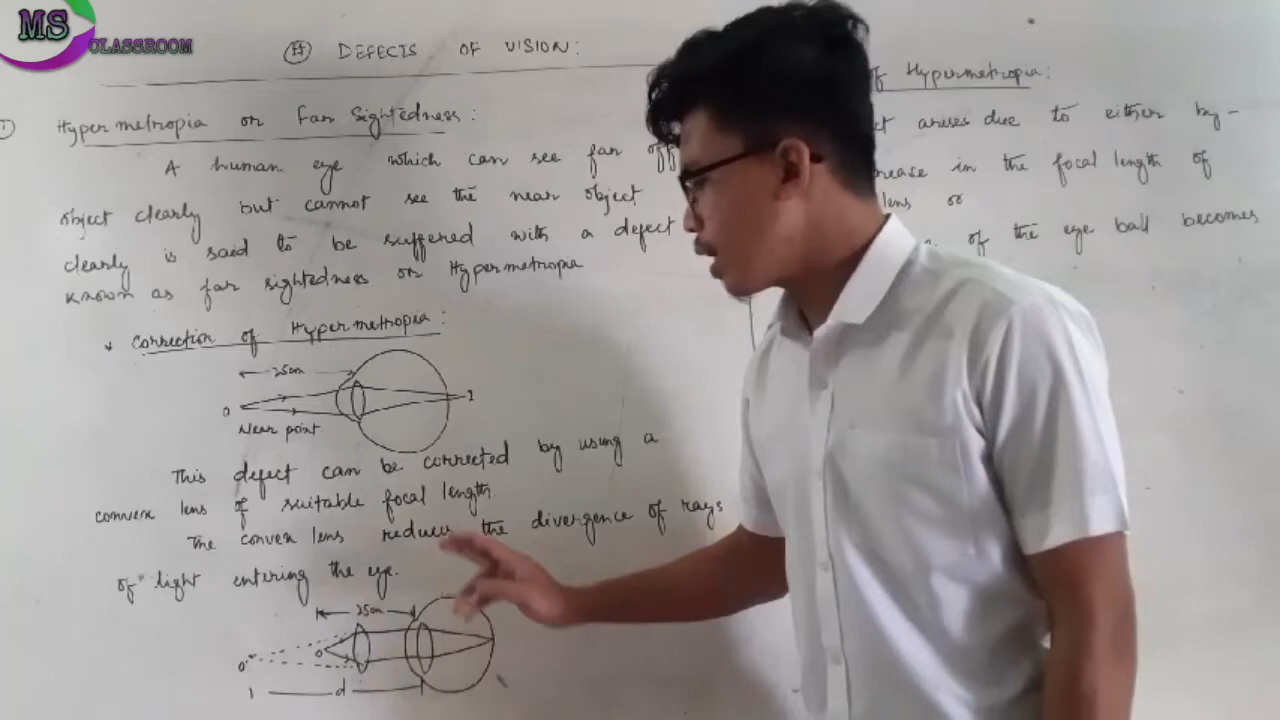 MS
CLASSROOM
(H) DEFECTS OF VISION:
Hypermetropia or Far Sightedness:
A human eye which can see far off
object clearly but cannot see the near object
clearly is said to be suffered with a defect
known as far sightedness or Hypermetropia
* Correction of Hypermetropia:
25cm
O
I
Near point
This defect can be corrected by using a
convex lens of suitable focal length
The convex lens reduces the divergence of rays
of light entering the eye.
25cm
O' O
d
of Hypermetropia:
arises due to either by-
in the focal length of
lens or
of the eye ball becomes